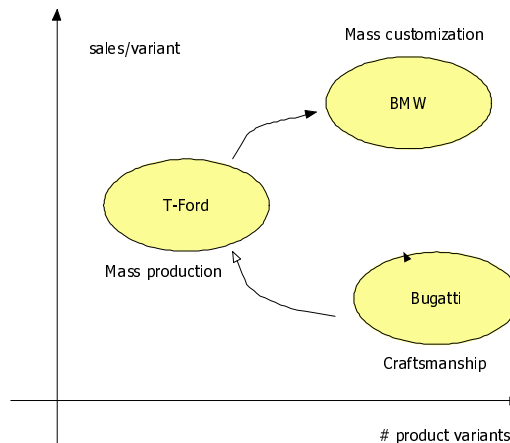 Mass customization
sales/variant
BMW
T-Ford
Mass production
Bugatti
Craftsmanship
# product variants